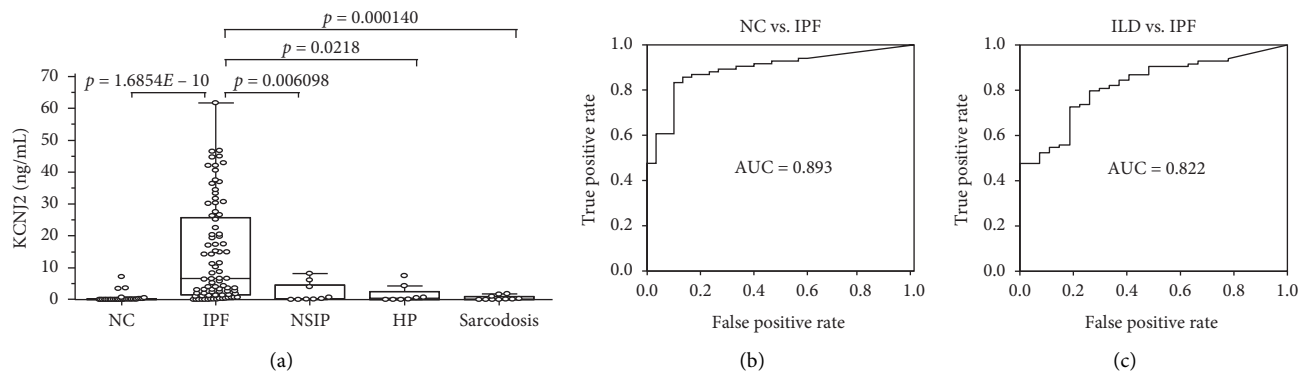 p = 0.000140
p = 0.0218
p = 1.6854E – 10
p = 0.006098
KCNJ2 (ng/mL)
70
60
50
40
30
20
10
0
NC IPF NSIP HP Sarcodosis
(a)
NC vs. IPF
True positive rate
1.0
0.8
0.6
0.4
0.2
0.0
AUC = 0.893
0.0 0.2 0.4 0.6 0.8 1.0
False positive rate
(b)
ILD vs. IPF
True positive rate
1.0
0.8
0.6
0.4
0.2
0.0
AUC = 0.822
0.0 0.2 0.4 0.6 0.8 1.0
False positive rate
(c)